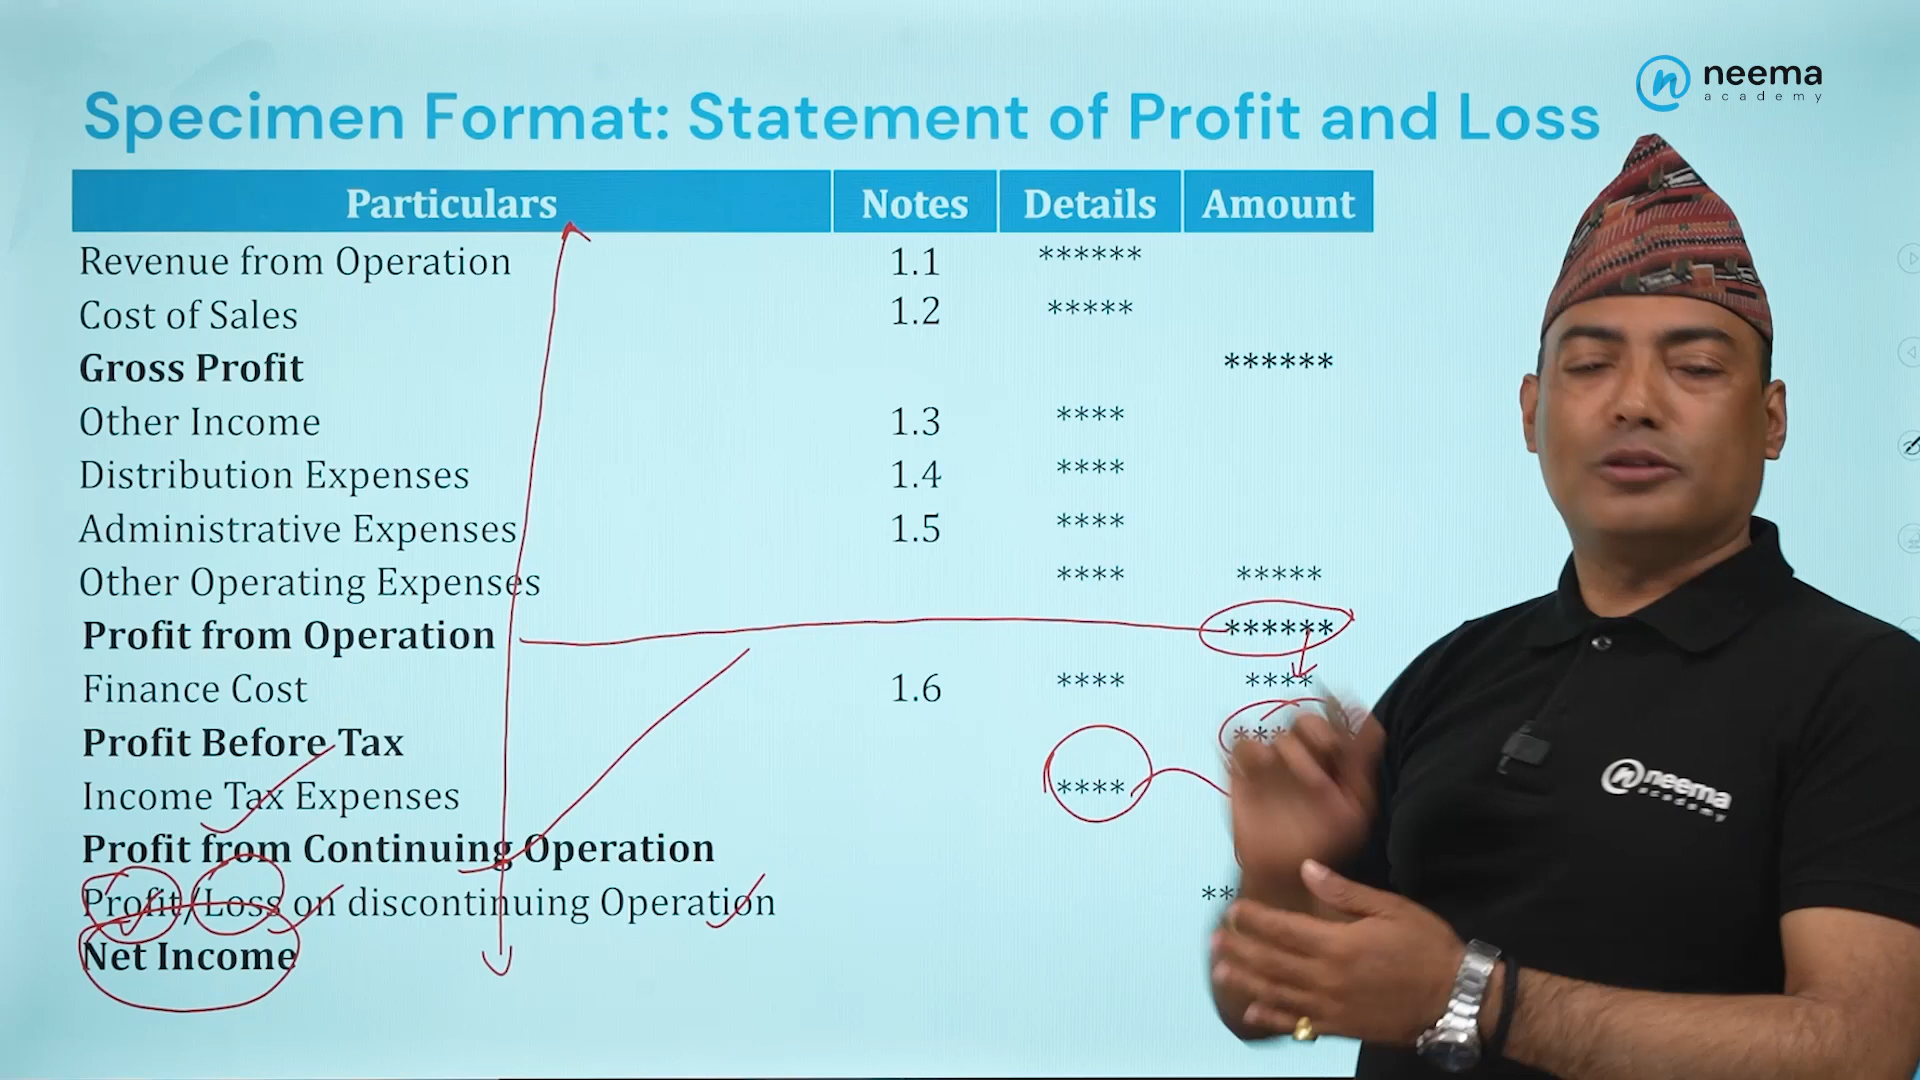 neema
academy
Specimen Format: Statement of Profit and Loss
Particulars Notes Details Amount
Revenue from Operation 1.1 ******
Cost of Sales 1.2 *****
Gross Profit ******
Other Income 1.3 ****
Distribution Expenses 1.4 ****
Administrative Expenses 1.5 ****
Other Operating Expenses **** *****
Profit from Operation ******
Finance Cost 1.6 **** ****
Profit Before Tax
Income Tax Expenses ****
Profit from Continuing Operation
Profit/Loss on discontinuing Operation
Net Income
neema
academy